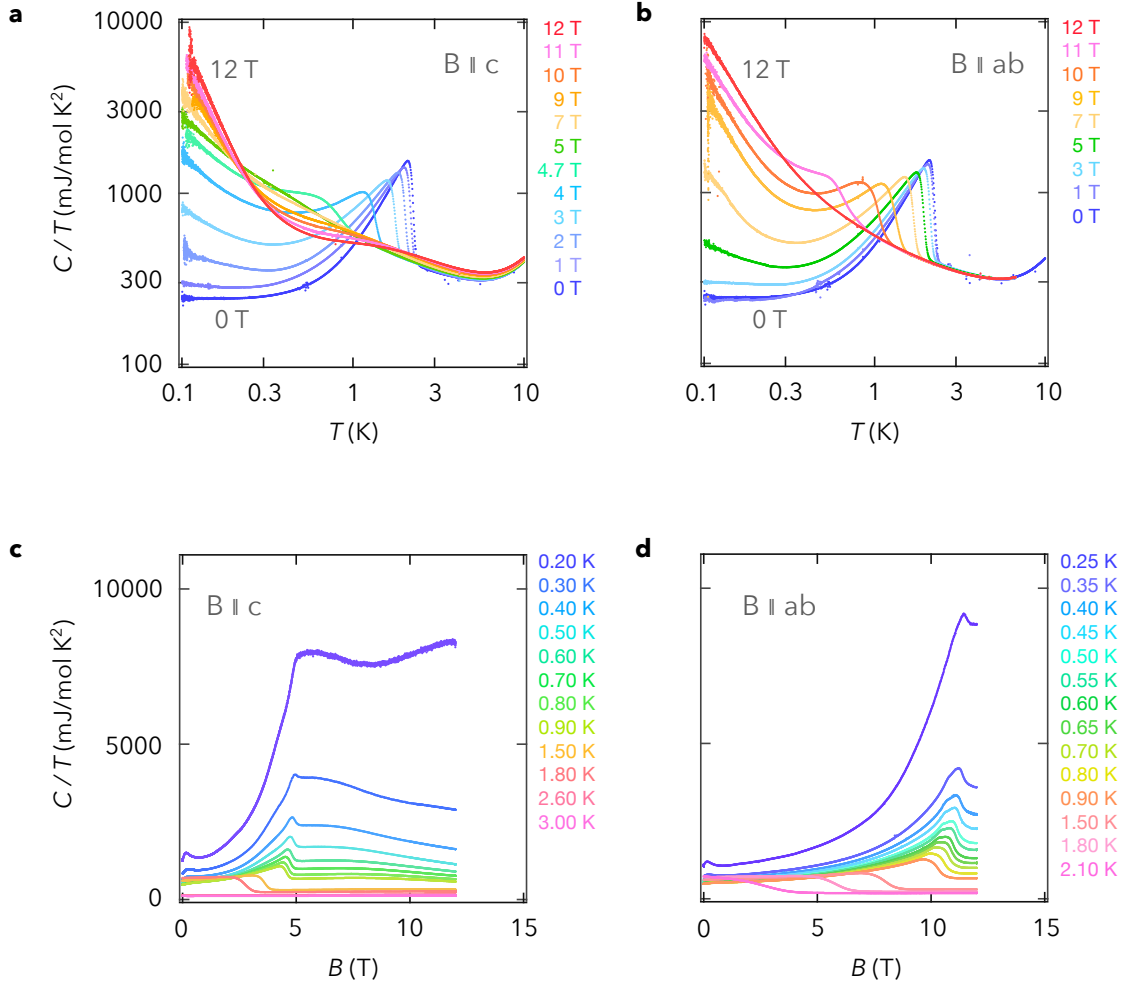 a
10000
3000
1000
300
100
C / T (mJ/mol K²)
12 T
B ∥ c
0 T
0.1
0.3
1
3
10
T (K)
12 T
11 T
10 T
9 T
7 T
5 T
4.7 T
4 T
3 T
2 T
1 T
0 T
b
12 T
B ∥ ab
0 T
0.1
0.3
1
3
10
T (K)
12 T
11 T
10 T
9 T
7 T
5 T
3 T
1 T
0 T
c
10000
5000
0
C / T (mJ/mol K²)
B ∥ c
0
5
10
15
B (T)
0.20 K
0.30 K
0.40 K
0.50 K
0.60 K
0.70 K
0.80 K
0.90 K
1.50 K
1.80 K
2.60 K
3.00 K
d
B ∥ ab
0
5
10
15
B (T)
0.25 K
0.35 K
0.40 K
0.45 K
0.50 K
0.55 K
0.60 K
0.65 K
0.70 K
0.80 K
0.90 K
1.50 K
1.80 K
2.10 K